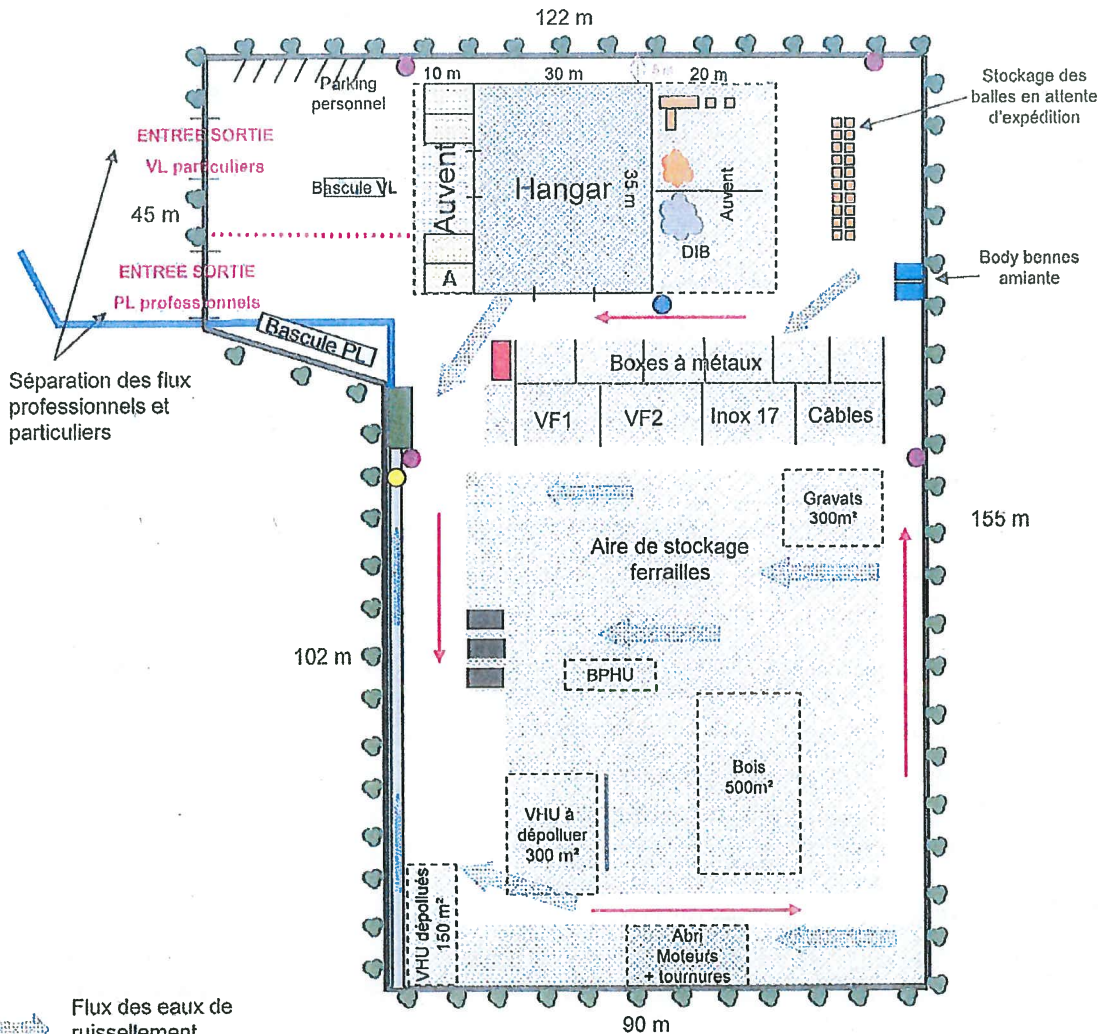 122 m
10 m
30 m
20 m
Parking
personnel
Stockage des
balles en attente
d'expédition
ENTREE SORTIE
VL particuliers
Auvent
Hangar
35 m
Auvent
Bascule VL
45 m
DIB
A
ENTREE SORTIE
PL professionnels
Body bennes
amiante
Bascule PL
Séparation des flux
professionnels et
particuliers
Boxes à métaux
VF1
VF2
Inox 17
Câbles
Gravats
300m²
155 m
Aire de stockage
ferrailles
102 m
BPHU
Bois
500m²
VHU à
dépolluer
300 m²
VHU dépollués
150 m²
Abri
Moteurs
+ tournures
Flux des eaux de
ruissellement
90 m